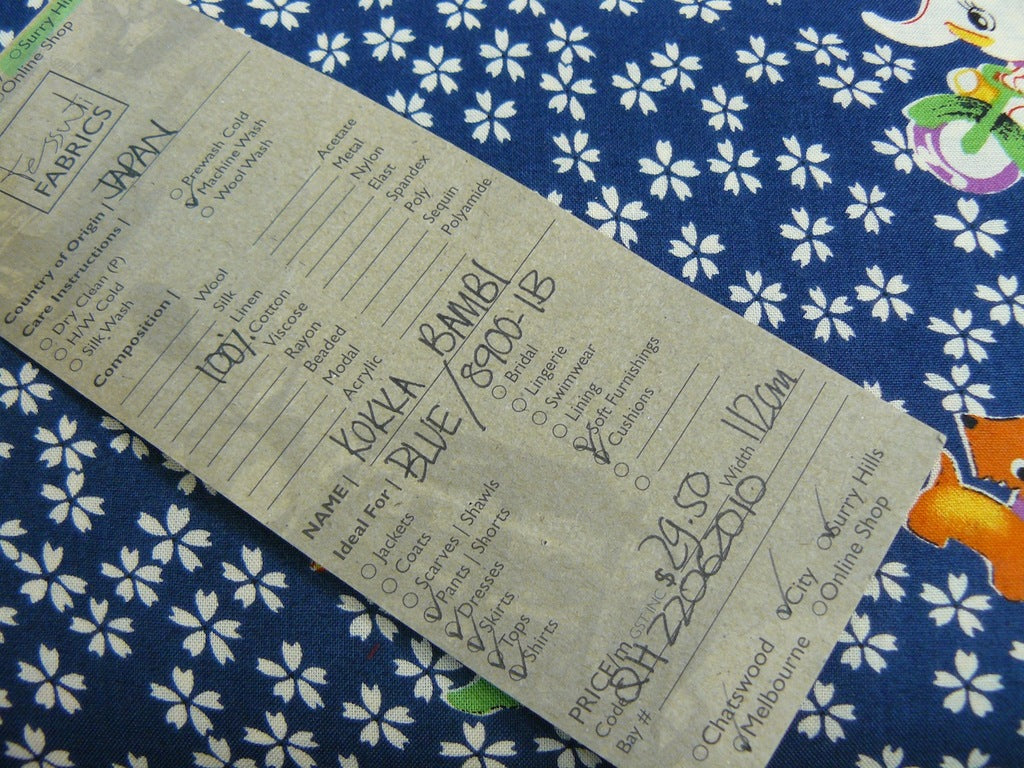 Surry Hi
Online Shop
Tessuti
FABRICS
Country of Origin | JAPAN
Care Instructions |
Dry Clean (P)
H/W Cold
Silk Wash
Prewash Cold
Machine Wash
Wool Wash
Composition |
Wool
Silk
Linen
100% Cotton
Viscose
Rayon
Beaded
Modal
Acrylic
Acetate
Metal
Nylon
Elast
Spandex
Poly
Sequin
Polyamide
NAME | KOKKA BAMBI
BLUE / 8900-1B
Ideal For |
Jackets
Coats
Scarves | Shawls
Pants | Shorts
Dresses
Skirts
Tops
Shirts
Bridal
Lingerie
Swimwear
Lining
Soft Furnishings
Cushions
PRICE/m GST INC $29.50 Width 112cm
Code 22062010
Bay #
Chatswood
Melbourne
City
Online Shop
Surry Hills